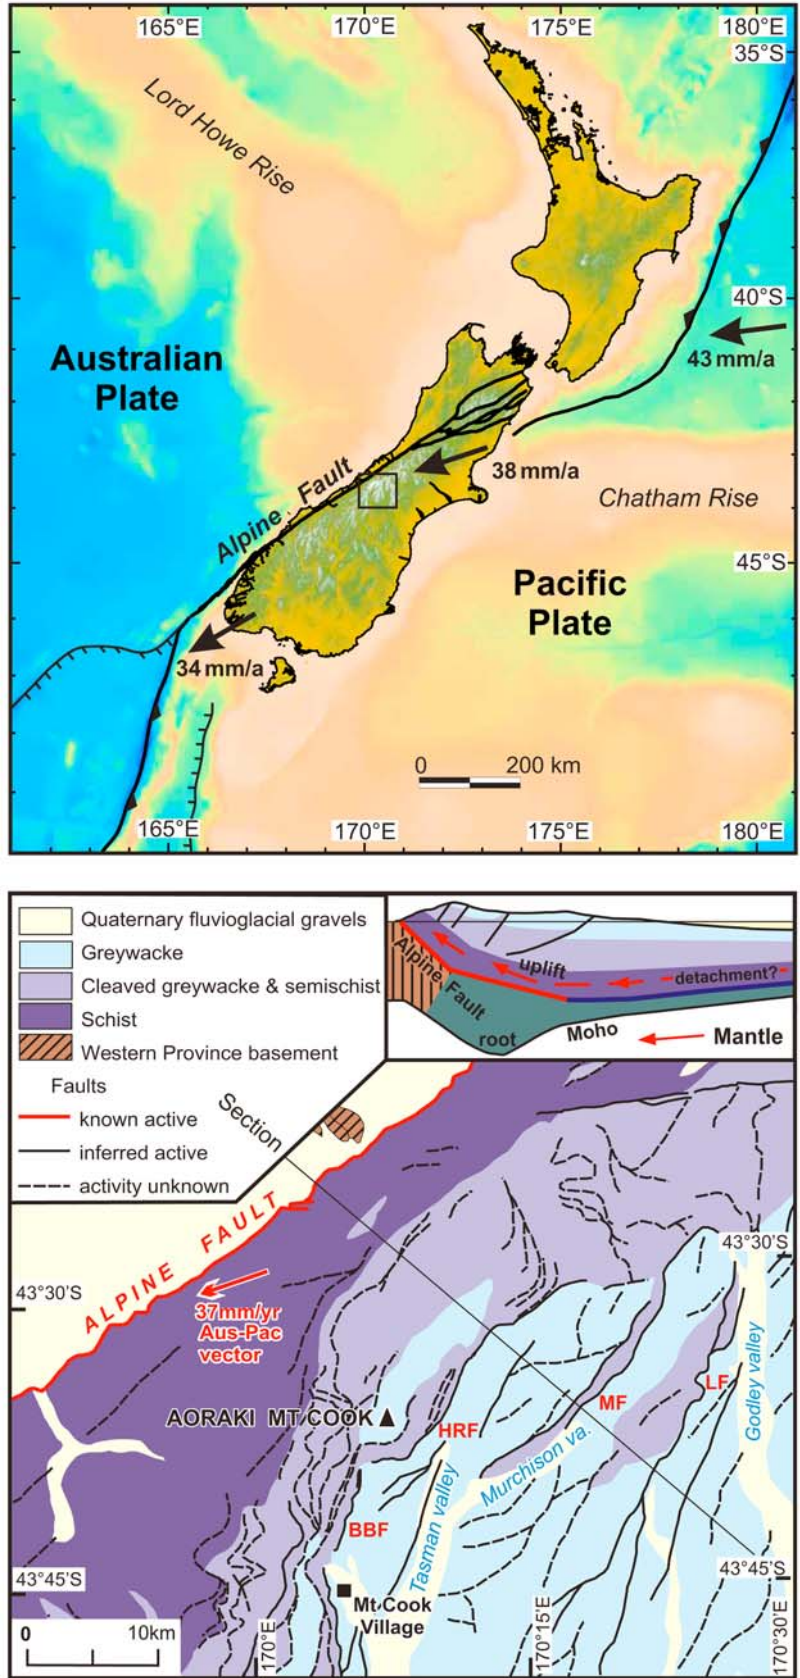 165°E
170°E
175°E
180°E
35°S
Lord Howe Rise
40°S
Australian
Plate
43 mm/a
38 mm/a
Alpine Fault
Chatham Rise
45°S
Pacific
Plate
34 mm/a
0 200 km
165°E
170°E
175°E
180°E
Quaternary fluvioglacial gravels
Greywacke
Cleaved greywacke & semischist
Schist
Western Province basement
Faults
known active
inferred active
activity unknown
Alpine Fault
uplift
detachment?
root
Moho
Mantle
Section
ALPINE FAULT
43°30'S
43°30'S
37mm/yr
Aus-Pac
vector
AORAKI MT COOK
HRF
MF
LF
Godley valley
Murchison va.
Tasman valley
BBF
43°45'S
43°45'S
Mt Cook
Village
0 10km
170°E
170°15'E
170°30'E